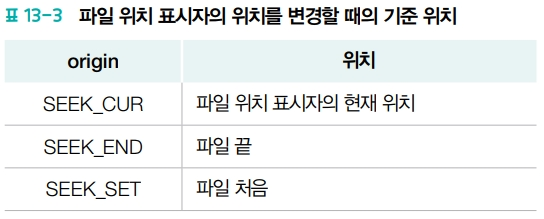 표 13-3 파일 위치 표시자의 위치를 변경할 때의 기준 위치
origin 위치
SEEK_CUR 파일 위치 표시자의 현재 위치
SEEK_END 파일 끝
SEEK_SET 파일 처음